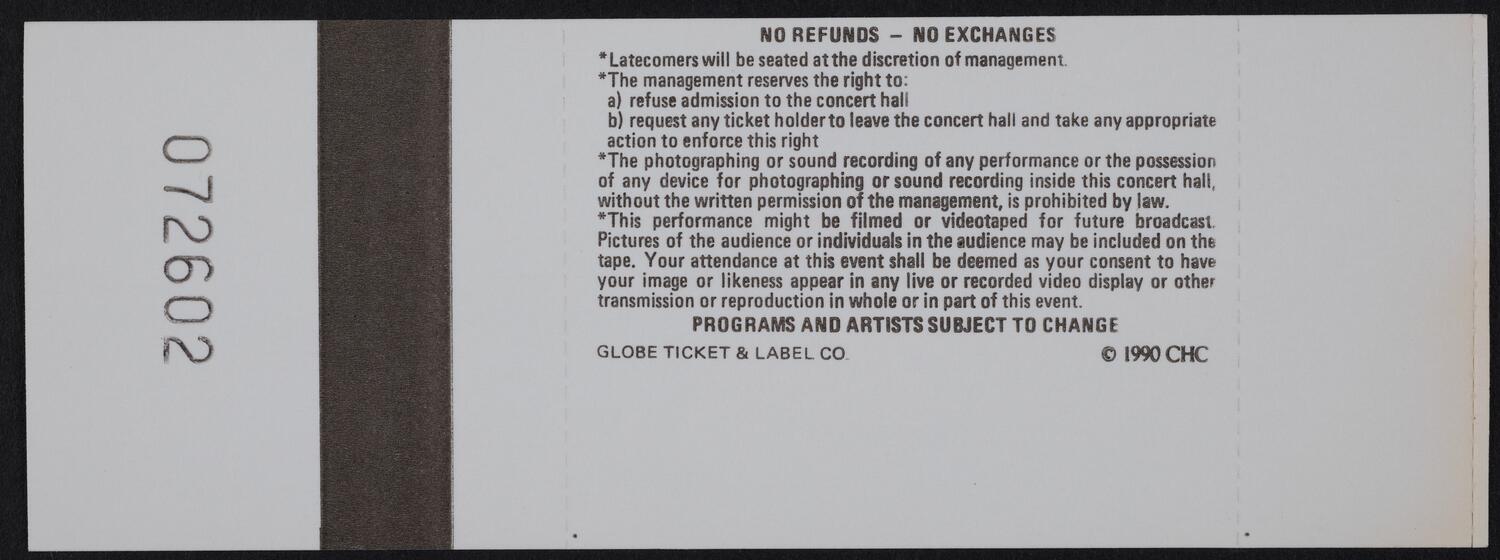 072602
NO REFUNDS – NO EXCHANGES
*Latecomers will be seated at the discretion of management.
*The management reserves the right to:
a) refuse admission to the concert hall
b) request any ticket holder to leave the concert hall and take any appropriate
action to enforce this right
*The photographing or sound recording of any performance or the possession
of any device for photographing or sound recording inside this concert hall,
without the written permission of the management, is prohibited by law.
*This performance might be filmed or videotaped for future broadcast.
Pictures of the audience or individuals in the audience may be included on the
tape. Your attendance at this event shall be deemed as your consent to have
your image or likeness appear in any live or recorded video display or other
transmission or reproduction in whole or in part of this event.
PROGRAMS AND ARTISTS SUBJECT TO CHANGE
GLOBE TICKET & LABEL CO. © 1990 CHC